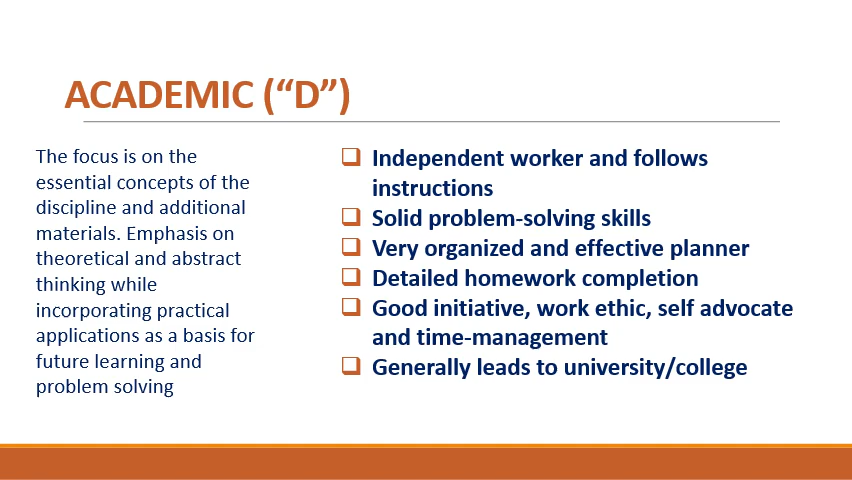 ACADEMIC (“D”)
The focus is on the
essential concepts of the
discipline and additional
materials. Emphasis on
theoretical and abstract
thinking while
incorporating practical
applications as a basis for
future learning and
problem solving
❑ Independent worker and follows
instructions
❑ Solid problem-solving skills
❑ Very organized and effective planner
❑ Detailed homework completion
❑ Good initiative, work ethic, self advocate
and time-management
❑ Generally leads to university/college